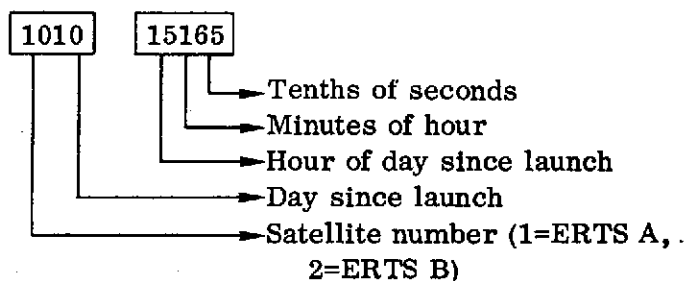 1010 15165
Tenths of seconds
Minutes of hour
Hour of day since launch
Day since launch
Satellite number (1=ERTS A,
2=ERTS B)